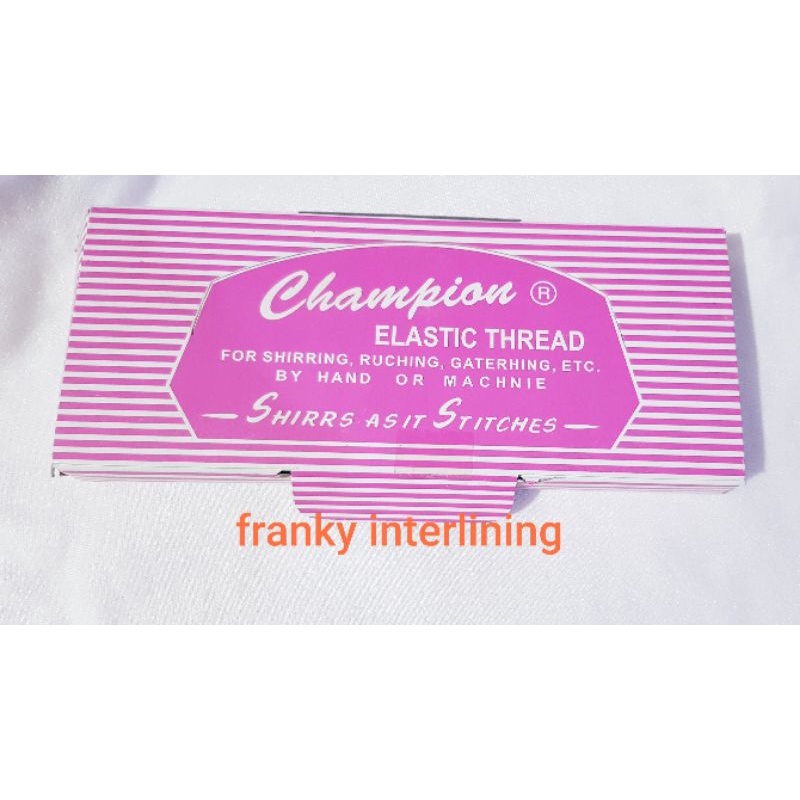 Champion ®
ELASTIC THREAD
FOR SHIRRING, RUCHING, GATERHING, ETC.
BY HAND OR MACHNIE
— SHIRRS AS IT STITCHES —
franky interlining